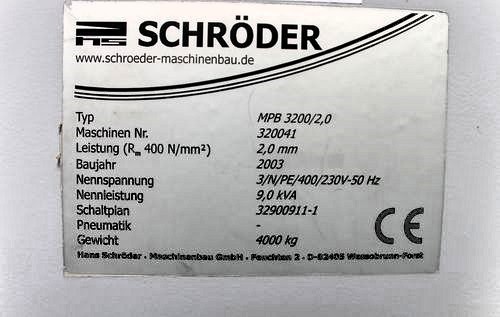 HS SCHRÖDER
www.schroeder-maschinenbau.de
Typ MPB 3200/2,0
Maschinen Nr. 320041
Leistung (Rm 400 N/mm²) 2,0 mm
Baujahr 2003
Nennspannung 3/N/PE/400/230V-50 Hz
Nennleistung 9,0 kVA
Schaltplan 32900911-1
Pneumatik -
Gewicht 4000 kg
CE
Hans Schröder · Maschinenbau GmbH · Feuchten 2 · D-82405 Wessobrunn-Forst